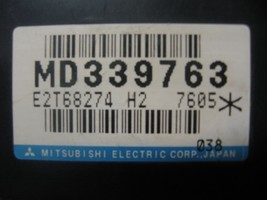 MD339763
E2T68274 H2 7605*
038
MITSUBISHI ELECTRIC CORP. JAPAN